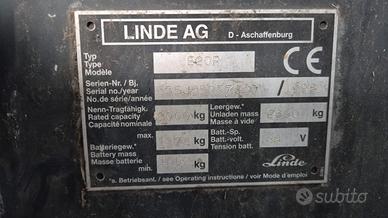 LINDE AG D - Aschaffenburg
Typ
Type
Modèle
CE
Serien-Nr. / Bj.
Serial no./year
No. de série/année
Nenn-Tragfähigk.
Rated capacity
Capacité nominale
kg
Leergew.*
Unladen mass
Masse à vide
kg
max.
Batteriegew.*
Battery mass
Masse batterie
min.
kg
Batt.-Sp.
Batt.-volt.
Tension batt.
V
Linde
*s. Betriebsanl. / see Operating instructions / voir Mode d'emploi
subito